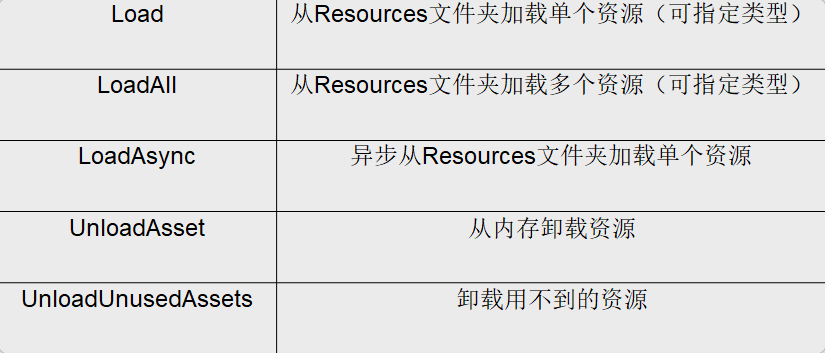 Load 从Resources文件夹加载单个资源（可指定类型）
LoadAll 从Resources文件夹加载多个资源（可指定类型）
LoadAsync 异步从Resources文件夹加载单个资源
UnloadAsset 从内存卸载资源
UnloadUnusedAssets 卸载用不到的资源